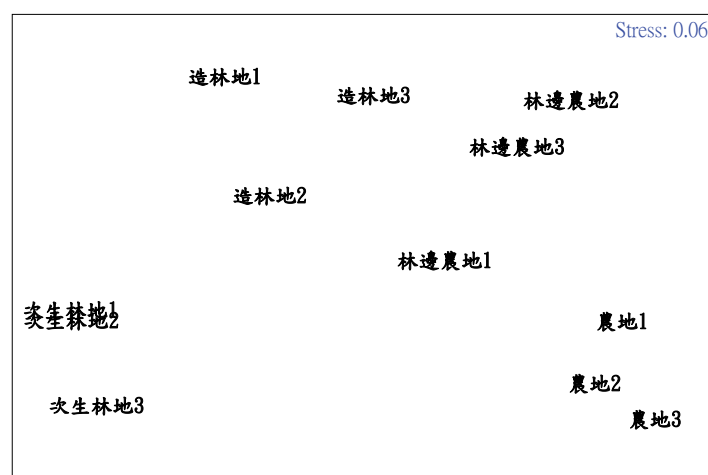 Stress: 0.06
造林地1
造林地3
林邊農地2
林邊農地3
造林地2
林邊農地1
次生林地1
次生林地2
農地1
農地2
次生林地3
農地3